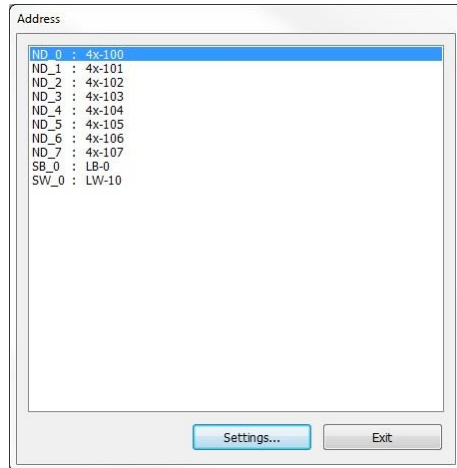 Address
ND_0 : 4x-100
ND_1 : 4x-101
ND_2 : 4x-102
ND_3 : 4x-103
ND_4 : 4x-104
ND_5 : 4x-105
ND_6 : 4x-106
ND_7 : 4x-107
SB_0 : LB-0
SW_0 : LW-10
Settings... Exit